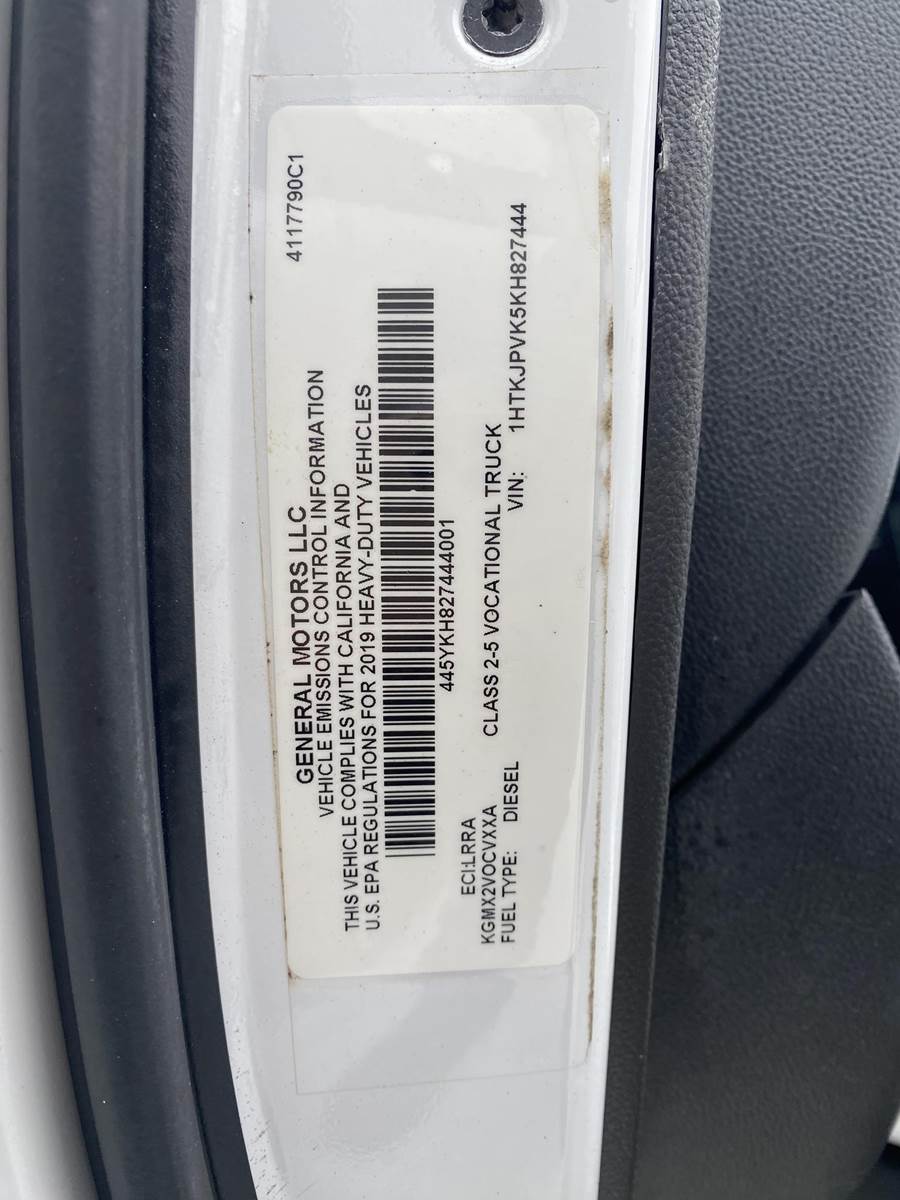 4117790C1
GENERAL MOTORS LLC
VEHICLE EMISSIONS CONTROL INFORMATION
THIS VEHICLE COMPLIES WITH CALIFORNIA AND
U.S. EPA REGULATIONS FOR 2019 HEAVY-DUTY VEHICLES
445YKH827444001
ECI:LRRA
KGMX2VOCVXXA CLASS 2-5 VOCATIONAL TRUCK
FUEL TYPE: DIESEL VIN: 1HTKJPVK5KH827444